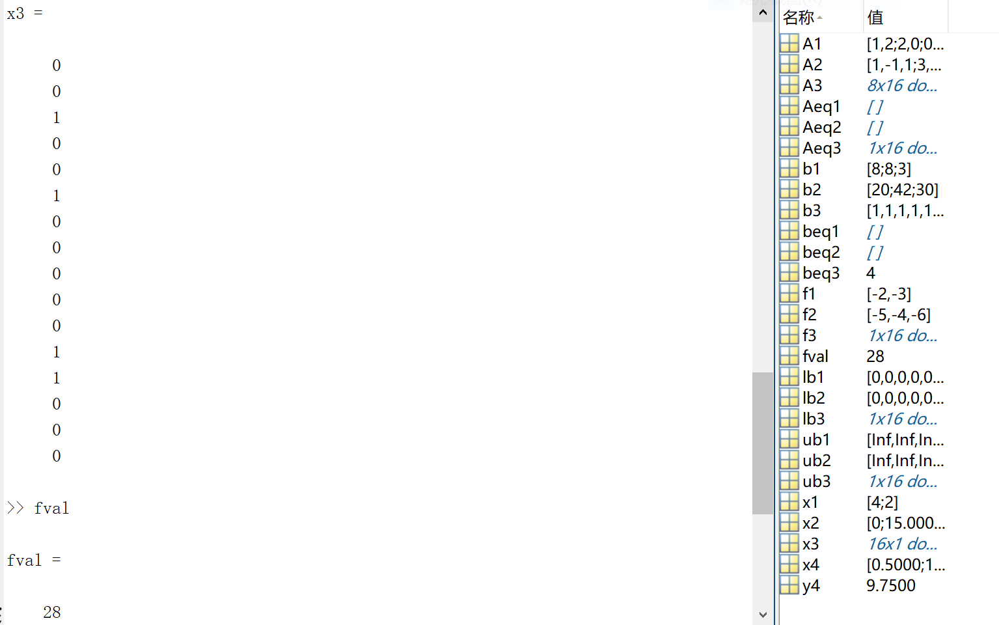 x3 =
0
0
1
0
0
1
0
0
0
0
0
1
1
0
0
0
>> fval
fval =
28
名称 值
A1 [1,2;2,0;0...
A2 [1,-1,1;3,...
A3 8x16 do...
Aeq1 []
Aeq2 []
Aeq3 1x16 do...
b1 [8;8;3]
b2 [20;42;30]
b3 [1,1,1,1,1...
beq1 []
beq2 []
beq3 4
f1 [-2,-3]
f2 [-5,-4,-6]
f3 1x16 do...
fval 28
lb1 [0,0,0,0,0...
lb2 [0,0,0,0,0...
lb3 1x16 do...
ub1 [Inf,Inf,In...
ub2 [Inf,Inf,In...
ub3 1x16 do...
x1 [4;2]
x2 [0;15.000...
x3 16x1 do...
x4 [0.5000;1...
y4 9.7500